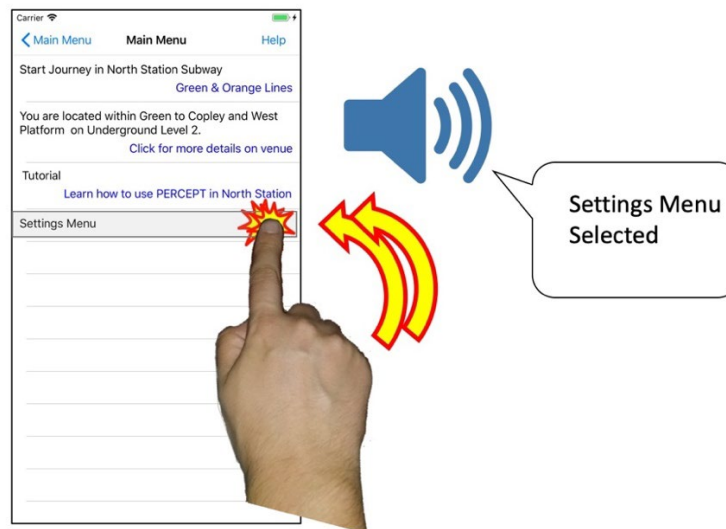 Carrier
Main Menu
Main Menu
Help
Start Journey in North Station Subway
Green & Orange Lines
You are located within Green to Copley and West
Platform on Underground Level 2.
Click for more details on venue
Tutorial
Learn how to use PERCEPT in North Station
Settings Menu
Settings Menu
Selected